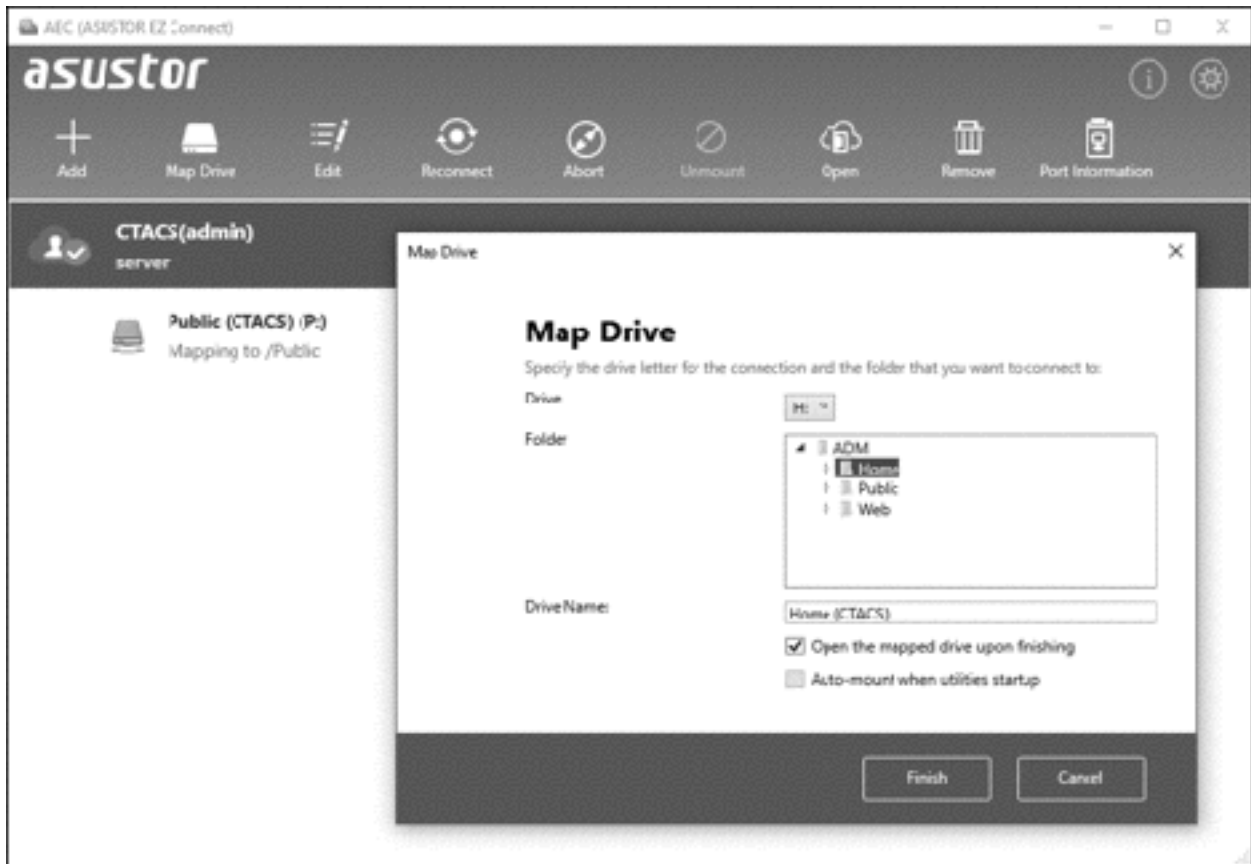 AEC (ASUSTOR EZ Connect)
asustor
Add
Map Drive
Edit
Reconnect
Abort
Unmount
Open
Remove
Port Information
CTACS(admin)
server
Public (CTACS) (P:)
Mapping to /Public
Map Drive
Map Drive
Specify the drive letter for the connection and the folder that you want to connect to:
Drive
H:
Folder
ADM
Home
Public
Web
Drive Name:
Home (CTACS)
Open the mapped drive upon finishing
Auto-mount when utilities startup
Finish
Cancel